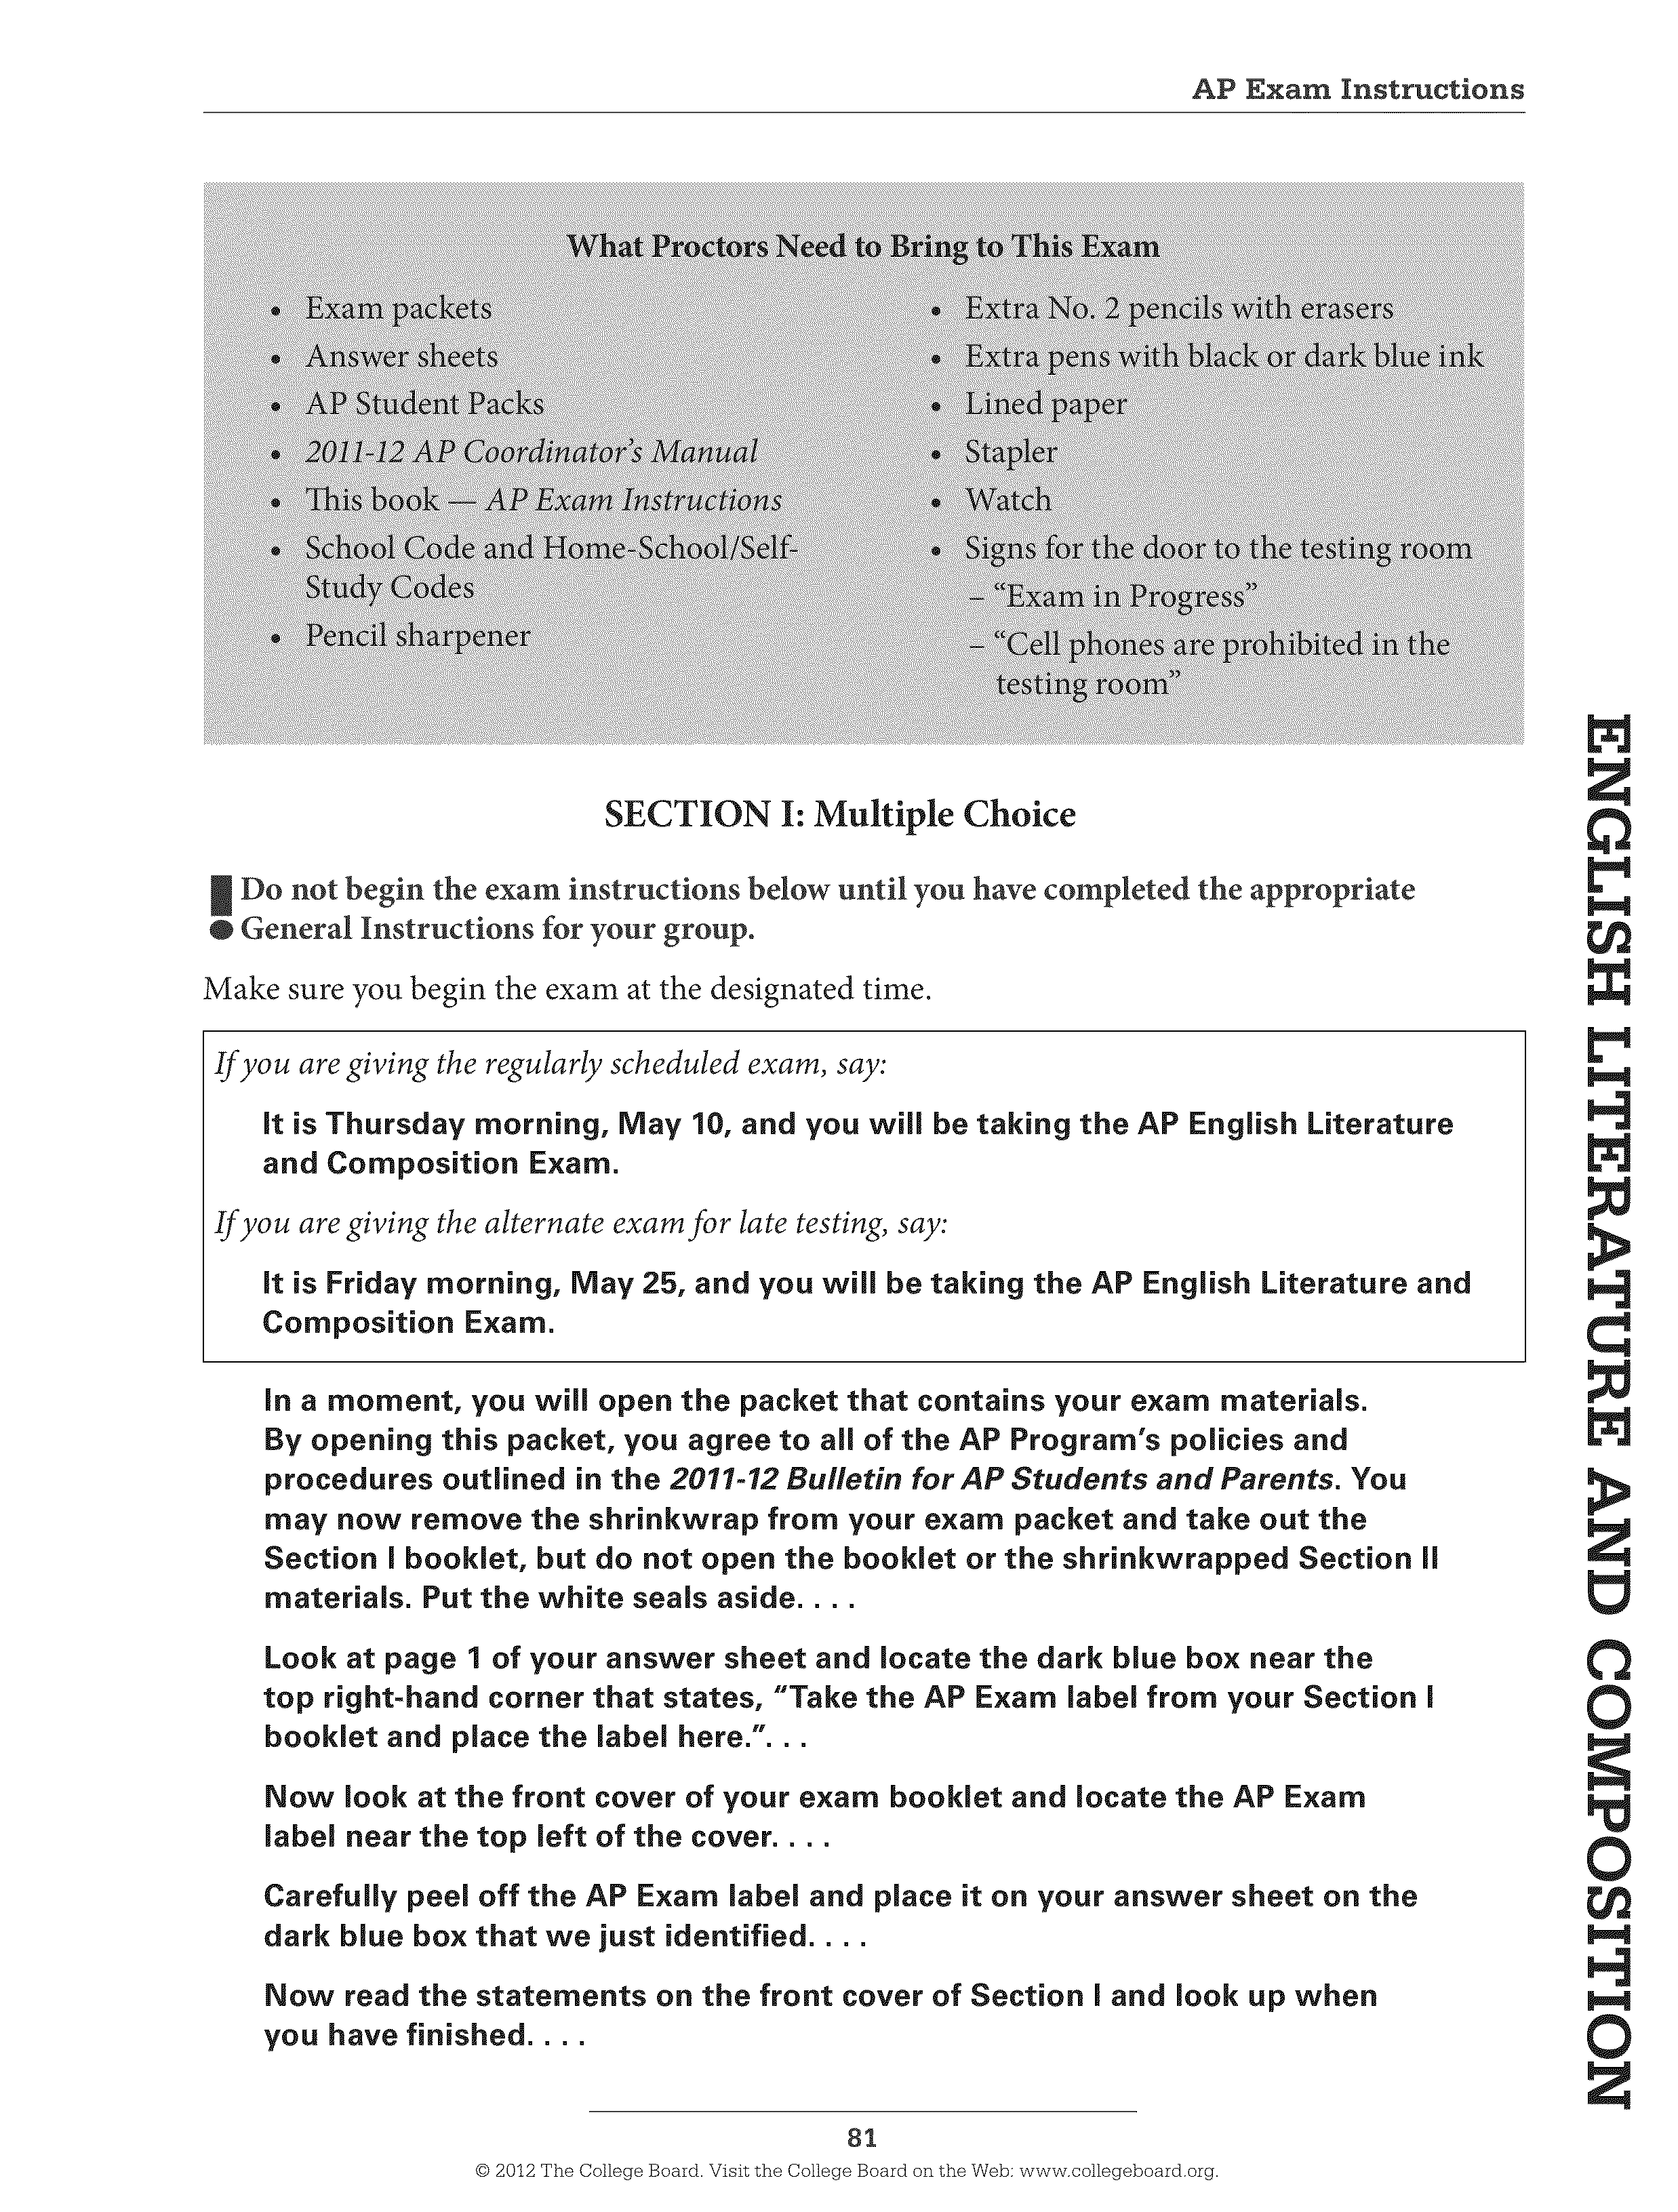 AP Exam Instructions
What Proctors Need to Bring to This Exam
• Exam packets
• Answer sheets
• AP Student Packs
• 2011-12 AP Coordinator's Manual
• This book — AP Exam Instructions
• School Code and Home-School/Self-
Study Codes
• Pencil sharpener
• Extra No. 2 pencils with erasers
• Extra pens with black or dark blue ink
• Lined paper
• Stapler
• Watch
• Signs for the door to the testing room
– “Exam in Progress”
– “Cell phones are prohibited in the
testing room”
SECTION I: Multiple Choice
! Do not begin the exam instructions below until you have completed the appropriate
General Instructions for your group.
Make sure you begin the exam at the designated time.
If you are giving the regularly scheduled exam, say:
It is Thursday morning, May 10, and you will be taking the AP English Literature
and Composition Exam.
If you are giving the alternate exam for late testing, say:
It is Friday morning, May 25, and you will be taking the AP English Literature and
Composition Exam.
In a moment, you will open the packet that contains your exam materials.
By opening this packet, you agree to all of the AP Program's policies and
procedures outlined in the 2011-12 Bulletin for AP Students and Parents. You
may now remove the shrinkwrap from your exam packet and take out the
Section I booklet, but do not open the booklet or the shrinkwrapped Section II
materials. Put the white seals aside. . . .
Look at page 1 of your answer sheet and locate the dark blue box near the
top right-hand corner that states, “Take the AP Exam label from your Section I
booklet and place the label here.”. . .
Now look at the front cover of your exam booklet and locate the AP Exam
label near the top left of the cover. . . .
Carefully peel off the AP Exam label and place it on your answer sheet on the
dark blue box that we just identified. . . .
Now read the statements on the front cover of Section I and look up when
you have finished. . . .
ENGLISH LITERATURE AND COMPOSITION
81
© 2012 The College Board. Visit the College Board on the Web: www.collegeboard.org.